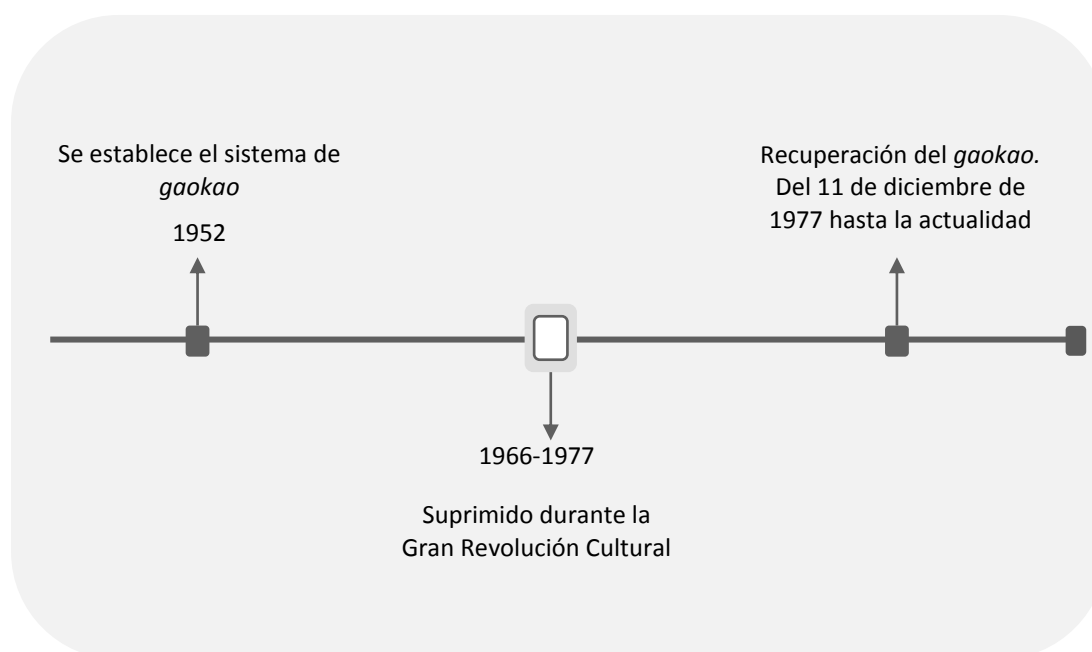 Se establece el sistema de
gaokao
1952
Recuperación del gaokao.
Del 11 de diciembre de
1977 hasta la actualidad
1966-1977
Suprimido durante la
Gran Revolución Cultural